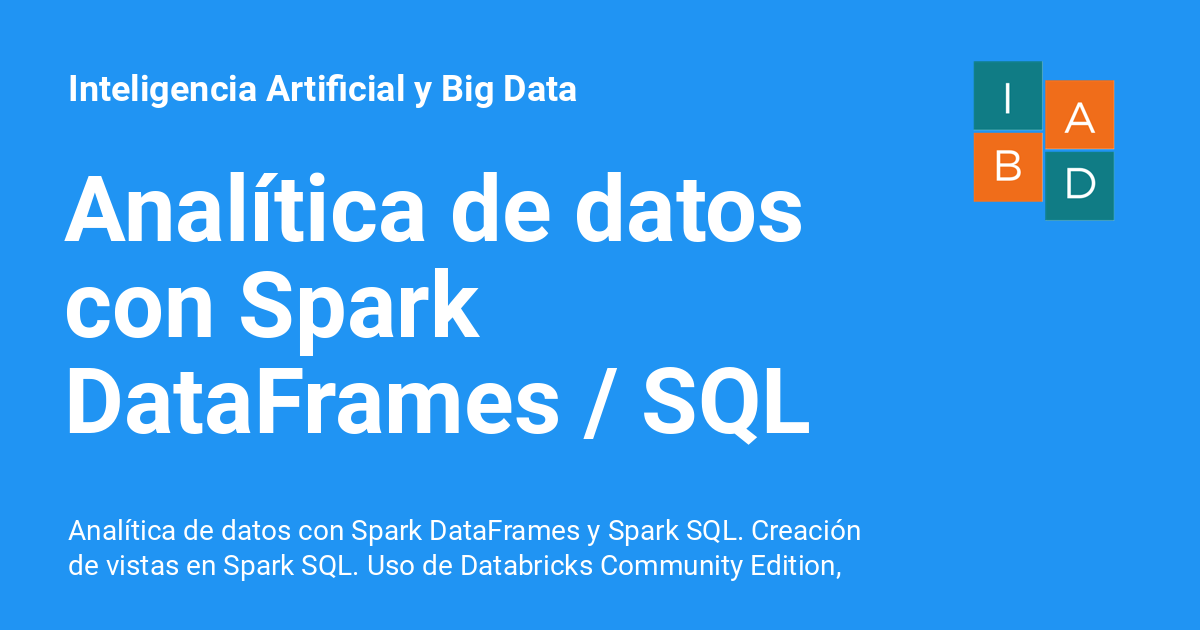 Inteligencia Artificial y Big Data
I
A
B
D
Analítica de datos
con Spark
DataFrames / SQL
Analítica de datos con Spark DataFrames y Spark SQL. Creación
de vistas en Spark SQL. Uso de Databricks Community Edition,